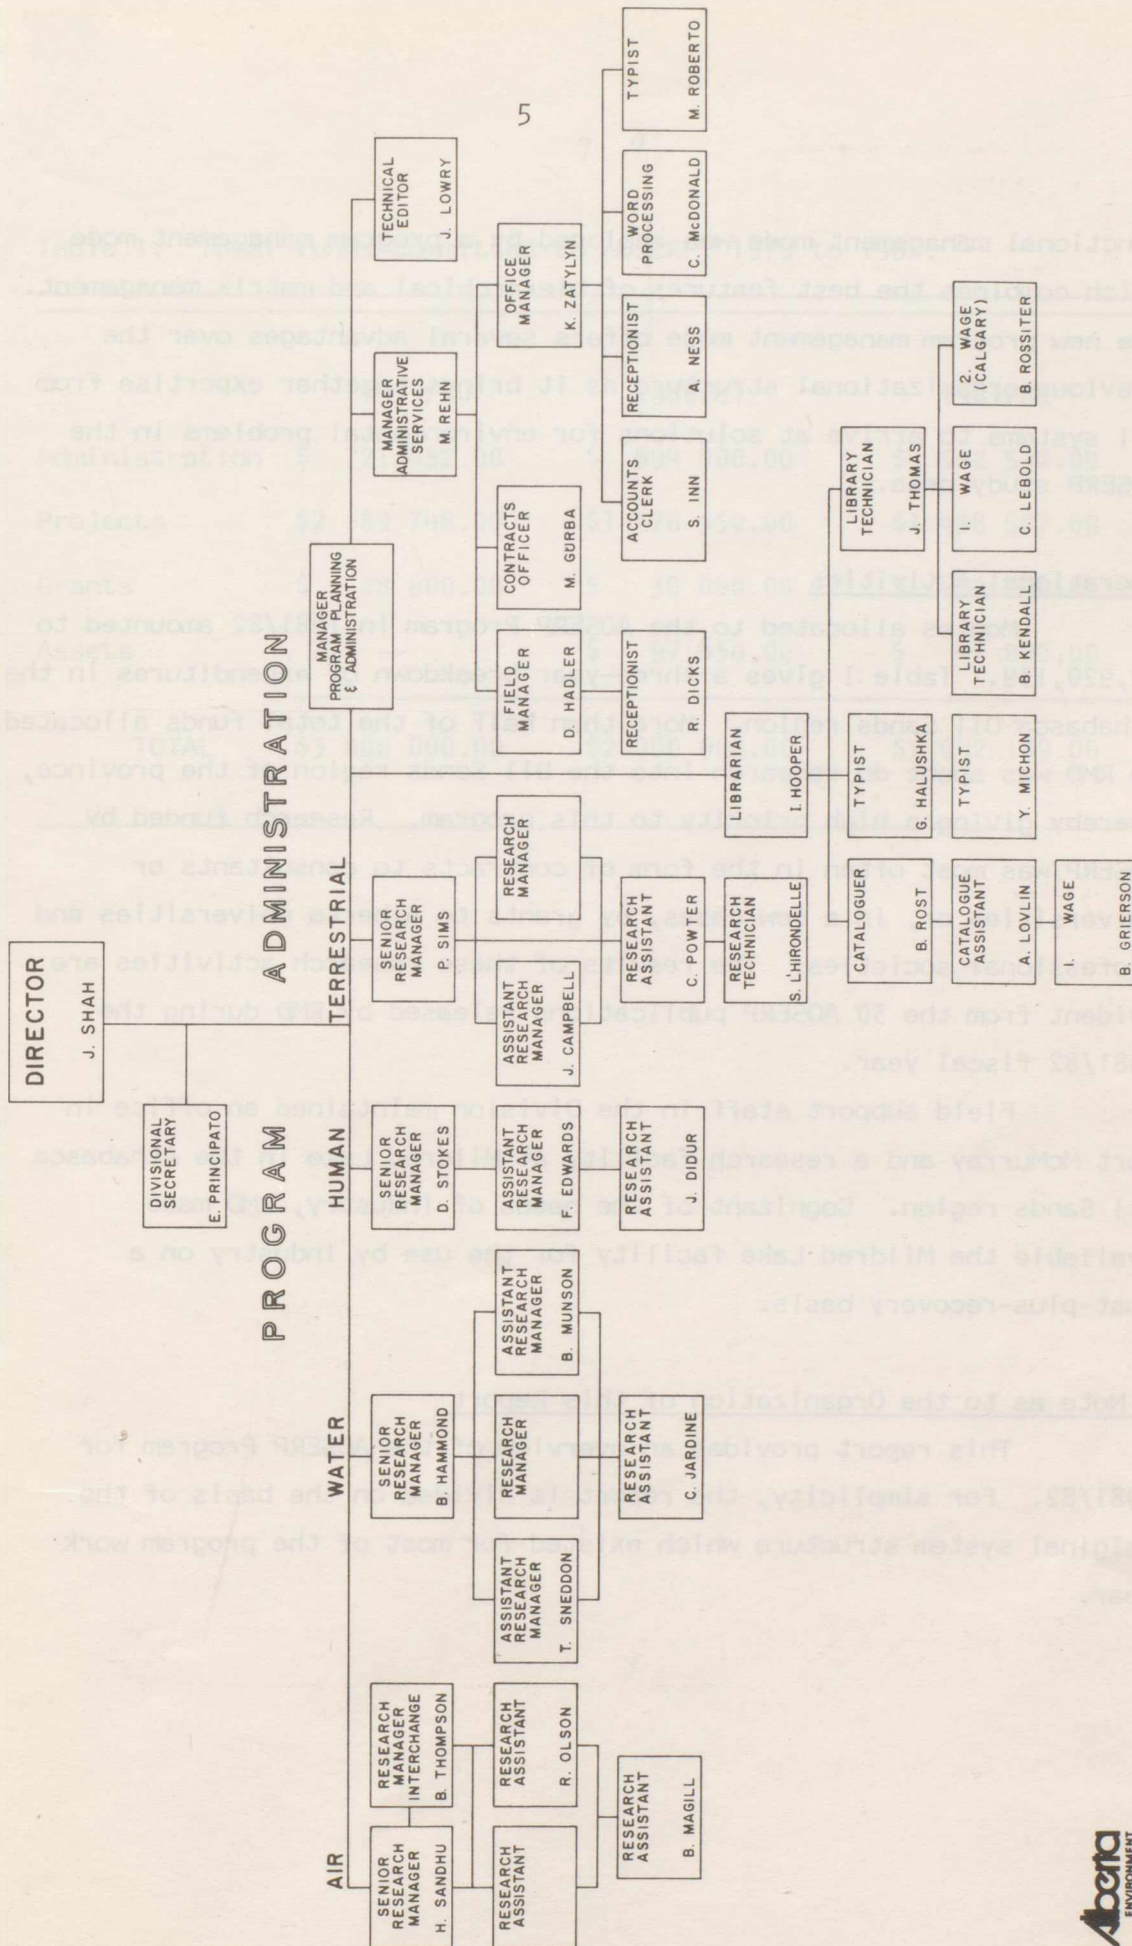 5
DIRECTOR
J. SHAH
DIVISIONAL
SECRETARY
E. PRINCIPATO
PROGRAM ADMINISTRATION
AIR
WATER
HUMAN
TERRESTRIAL
MANAGER
PROGRAM PLANNING
& ADMINISTRATION
SENIOR
RESEARCH
MANAGER
H. SANDHU
RESEARCH
MANAGER
INTERCHANGE
B. THOMPSON
SENIOR
RESEARCH
MANAGER
B. HAMMOND
SENIOR
RESEARCH
MANAGER
D. STOKES
SENIOR
RESEARCH
MANAGER
R. SIMS
MANAGER
ADMINISTRATIVE
SERVICES
M. REHN
TECHNICAL
EDITOR
J. LOWRY
RESEARCH
ASSISTANT
RESEARCH
ASSISTANT
R. OLSON
ASSISTANT
RESEARCH
MANAGER
T. SNEDDON
RESEARCH
MANAGER
ASSISTANT
RESEARCH
MANAGER
B. MUNSON
ASSISTANT
RESEARCH
MANAGER
F. EDWARDS
ASSISTANT
RESEARCH
MANAGER
J. CAMPBELL
RESEARCH
MANAGER
FIELD
MANAGER
D. HADLER
CONTRACTS
OFFICER
M. GURBA
OFFICE
MANAGER
K. ZATYLYN
RESEARCH
ASSISTANT
B. MAGILL
RESEARCH
ASSISTANT
C. JARDINE
RESEARCH
ASSISTANT
J. DIDUR
RESEARCH
ASSISTANT
C. POWTER
RECEPTIONIST
R. DICKS
ACCOUNTS
CLERK
S. INN
RECEPTIONIST
NESS
WORD
PROCESSING
C. McDONALD
TYPIST
M. ROBERTO
RESEARCH
TECHNICIAN
S. L'HIRONDELLE
LIBRARIAN
I. HOOPER
CATALOGUER
B. ROST
TYPIST
G. HALUSHKA
LIBRARY
TECHNICIAN
J. THOMAS
CATALOGUE
ASSISTANT
A. LOVLIN
TYPIST
Y. MICHON
LIBRARY
TECHNICIAN
B. KENDALL
1. WAGE
C. LEBOLD
2. WAGE
(CALGARY)
B. ROSSITER
WAGE
B. GRIERSON
Alberta
ENVIRONMENT